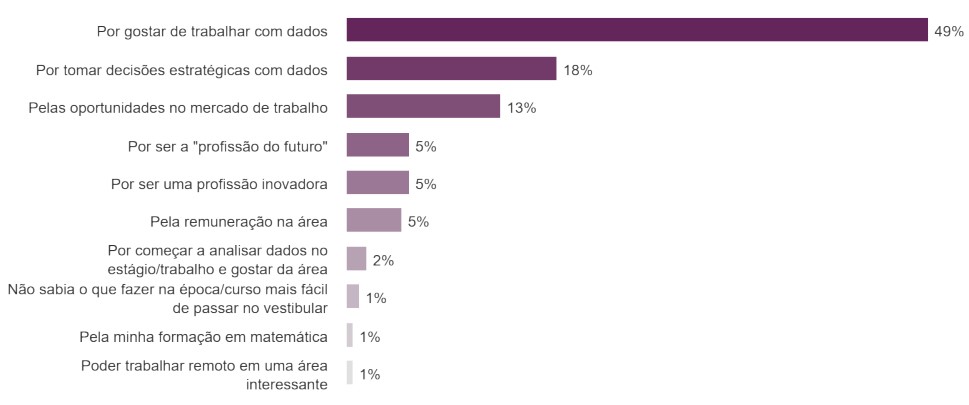 Por gostar de trabalhar com dados 49%
Por tomar decisões estratégicas com dados 18%
Pelas oportunidades no mercado de trabalho 13%
Por ser a "profissão do futuro" 5%
Por ser uma profissão inovadora 5%
Pela remuneração na área 5%
Por começar a analisar dados no
estágio/trabalho e gostar da área 2%
Não sabia o que fazer na época/curso mais fácil
de passar no vestibular 1%
Pela minha formação em matemática 1%
Poder trabalhar remoto em uma área
interessante 1%